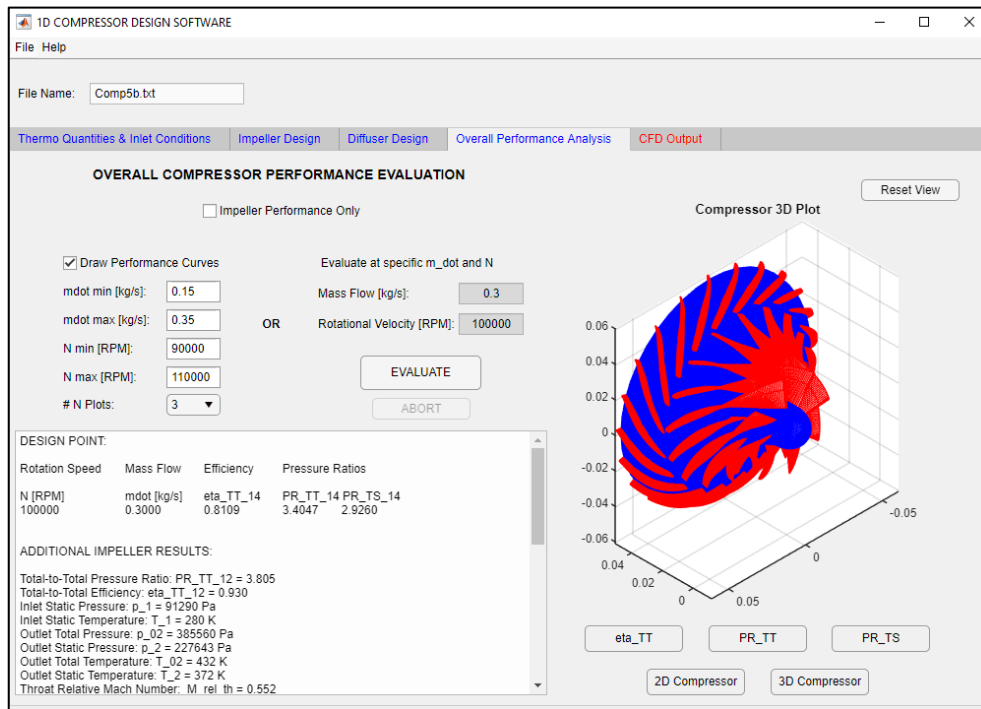 1D COMPRESSOR DESIGN SOFTWARE
File Help
File Name: Comp5b.txt
Thermo Quantities & Inlet Conditions Impeller Design Diffuser Design Overall Performance Analysis CFD Output
OVERALL COMPRESSOR PERFORMANCE EVALUATION
Reset View
Impeller Performance Only
Compressor 3D Plot
Draw Performance Curves
mdot min [kg/s]: 0.15
mdot max [kg/s]: 0.35
N min [RPM]: 90000
N max [RPM]: 110000
# N Plots: 3
OR
Evaluate at specific m_dot and N
Mass Flow [kg/s]: 0.3
Rotational Velocity [RPM]: 100000
EVALUATE
ABORT
DESIGN POINT:
Rotation Speed Mass Flow Efficiency Pressure Ratios
N [RPM] mdot [kg/s] eta_TT_14 PR_TT_14 PR_TS_14
100000 0.3000 0.8109 3.4047 2.9260
ADDITIONAL IMPELLER RESULTS:
Total-to-Total Pressure Ratio: PR_TT_12 = 3.805
Total-to-Total Efficiency: eta_TT_12 = 0.930
Inlet Static Pressure: p_1 = 91290 Pa
Inlet Static Temperature: T_1 = 280 K
Outlet Total Pressure: p_02 = 385560 Pa
Outlet Static Pressure: p_2 = 227643 Pa
Outlet Total Temperature: T_02 = 432 K
Outlet Static Temperature: T_2 = 372 K
Throat Relative Mach Number: M_rel_th = 0.552
0.06
0.04
0.02
0
-0.02
-0.04
-0.06
0.04
0.02
0
0.05
0
-0.05
eta_TT PR_TT PR_TS
2D Compressor 3D Compressor